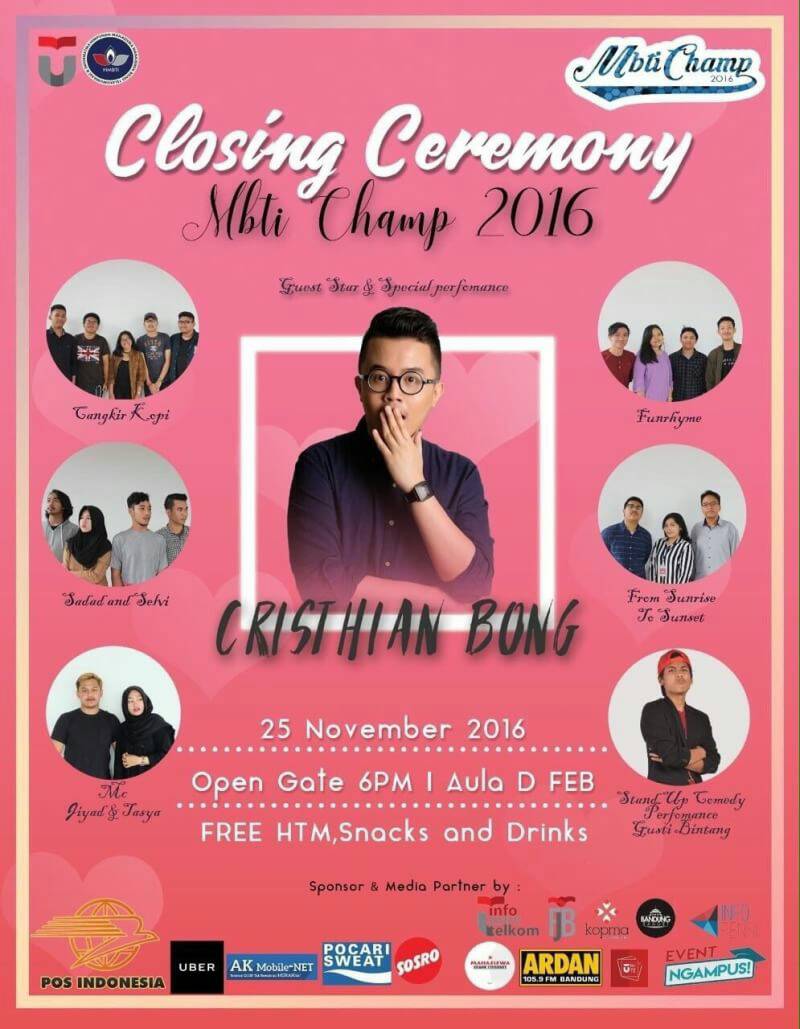 HMBTI
Mbti Champ
2016
Closing Ceremony
Mbti Champ 2016
Guest Star & Special perfomance
Cangkir Kopi
Funrhyme
Sadad and Selvi
From Sunrise
To Sunset
CRISTHIAN BONG
Mc
Jiyad & Tasya
Stand Up Comedy
Perfomance
Gusti Bintang
25 November 2016
Open Gate 6PM I Aula D FEB
FREE HTM,Snacks and Drinks
Sponsor & Media Partner by :
info
telkom
kopma
BANDUNG
INFO
POS INDONESIA
UBER
AK Mobile-NET
POCARI
SWEAT
SOSRO
ARDAN
105.9 FM BANDUNG
EVENT
NGAMPUS!